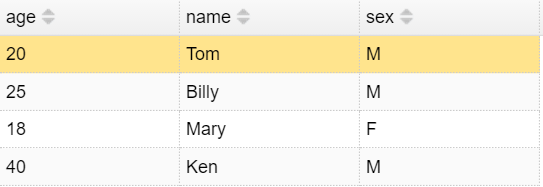 age name sex
20 Tom M
25 Billy M
18 Mary F
40 Ken M